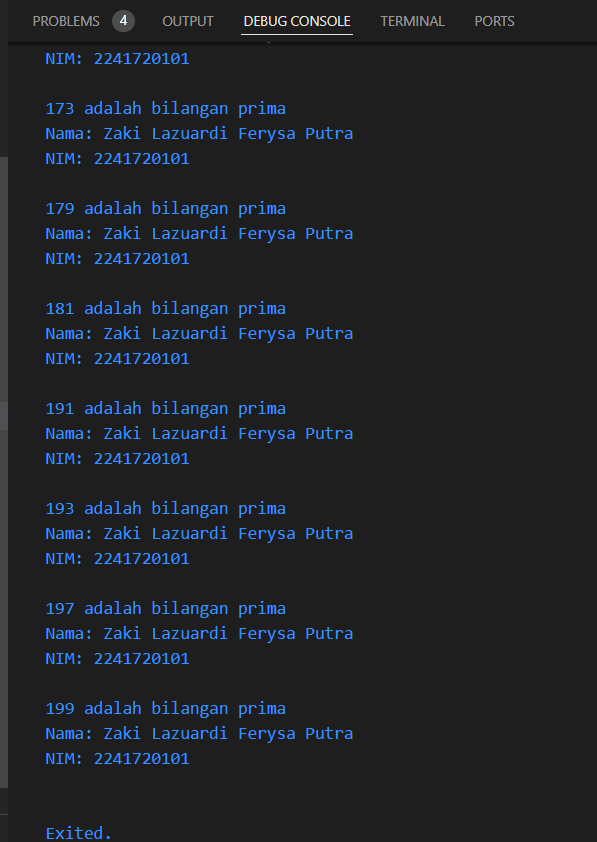 PROBLEMS 4 OUTPUT DEBUG CONSOLE TERMINAL PORTS
NIM: 2241720101
173 adalah bilangan prima
Nama: Zaki Lazuardi Ferysa Putra
NIM: 2241720101
179 adalah bilangan prima
Nama: Zaki Lazuardi Ferysa Putra
NIM: 2241720101
181 adalah bilangan prima
Nama: Zaki Lazuardi Ferysa Putra
NIM: 2241720101
191 adalah bilangan prima
Nama: Zaki Lazuardi Ferysa Putra
NIM: 2241720101
193 adalah bilangan prima
Nama: Zaki Lazuardi Ferysa Putra
NIM: 2241720101
197 adalah bilangan prima
Nama: Zaki Lazuardi Ferysa Putra
NIM: 2241720101
199 adalah bilangan prima
Nama: Zaki Lazuardi Ferysa Putra
NIM: 2241720101
Exited.